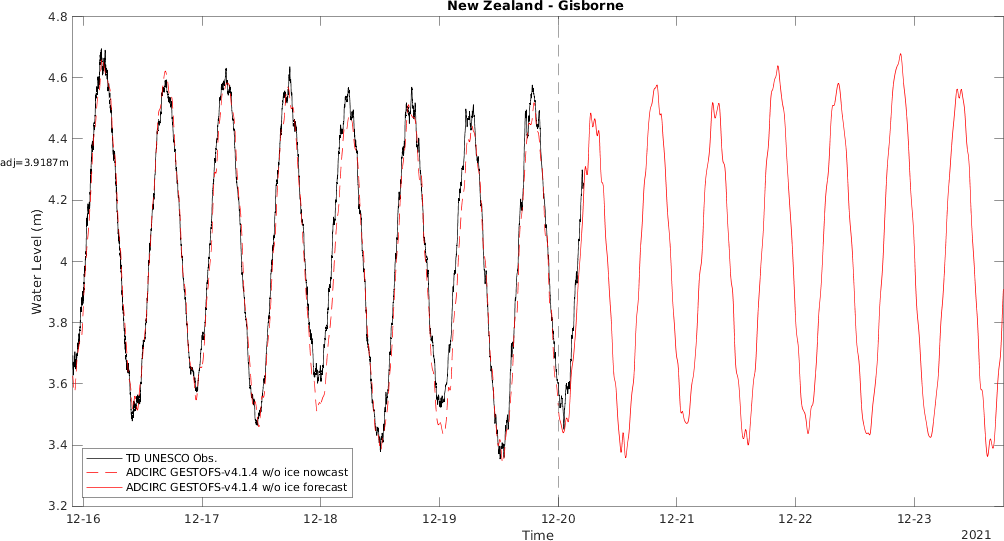 New Zealand - Gisborne
4.8
4.6
4.4
adj=3.9187m
4.2
4
3.8
3.6
3.4
3.2
Water Level (m)
TD UNESCO Obs.
ADCIRC GESTOFS-v4.1.4 w/o ice nowcast
ADCIRC GESTOFS-v4.1.4 w/o ice forecast
12-16 12-17 12-18 12-19 12-20 12-21 12-22 12-23
Time
2021